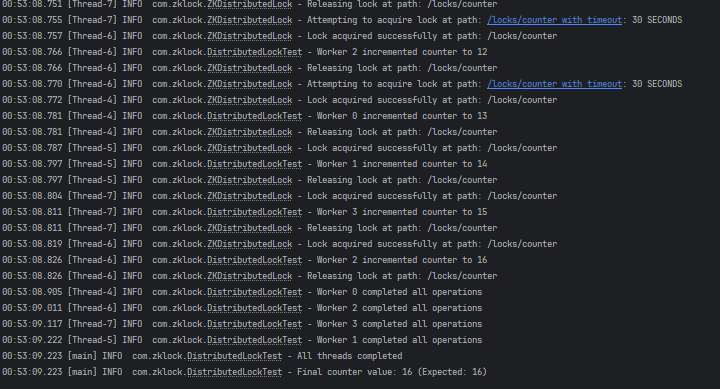 00:53:08.751 [Thread-7] INFO  com.zklock.ZKDistributedLock - Releasing lock at path: /locks/counter
00:53:08.755 [Thread-7] INFO  com.zklock.ZKDistributedLock - Attempting to acquire lock at path: /locks/counter with timeout: 30 SECONDS
00:53:08.757 [Thread-6] INFO  com.zklock.ZKDistributedLock - Lock acquired successfully at path: /locks/counter
00:53:08.766 [Thread-6] INFO  com.zklock.DistributedLockTest - Worker 2 incremented counter to 12
00:53:08.766 [Thread-6] INFO  com.zklock.ZKDistributedLock - Releasing lock at path: /locks/counter
00:53:08.770 [Thread-6] INFO  com.zklock.ZKDistributedLock - Attempting to acquire lock at path: /locks/counter with timeout: 30 SECONDS
00:53:08.772 [Thread-4] INFO  com.zklock.ZKDistributedLock - Lock acquired successfully at path: /locks/counter
00:53:08.781 [Thread-4] INFO  com.zklock.DistributedLockTest - Worker 0 incremented counter to 13
00:53:08.781 [Thread-4] INFO  com.zklock.ZKDistributedLock - Releasing lock at path: /locks/counter
00:53:08.787 [Thread-5] INFO  com.zklock.ZKDistributedLock - Lock acquired successfully at path: /locks/counter
00:53:08.797 [Thread-5] INFO  com.zklock.DistributedLockTest - Worker 1 incremented counter to 14
00:53:08.797 [Thread-5] INFO  com.zklock.ZKDistributedLock - Releasing lock at path: /locks/counter
00:53:08.804 [Thread-7] INFO  com.zklock.ZKDistributedLock - Lock acquired successfully at path: /locks/counter
00:53:08.811 [Thread-7] INFO  com.zklock.DistributedLockTest - Worker 3 incremented counter to 15
00:53:08.811 [Thread-7] INFO  com.zklock.ZKDistributedLock - Releasing lock at path: /locks/counter
00:53:08.819 [Thread-6] INFO  com.zklock.ZKDistributedLock - Lock acquired successfully at path: /locks/counter
00:53:08.826 [Thread-6] INFO  com.zklock.DistributedLockTest - Worker 2 incremented counter to 16
00:53:08.826 [Thread-6] INFO  com.zklock.ZKDistributedLock - Releasing lock at path: /locks/counter
00:53:08.905 [Thread-4] INFO  com.zklock.DistributedLockTest - Worker 0 completed all operations
00:53:09.011 [Thread-6] INFO  com.zklock.DistributedLockTest - Worker 2 completed all operations
00:53:09.117 [Thread-7] INFO  com.zklock.DistributedLockTest - Worker 3 completed all operations
00:53:09.222 [Thread-5] INFO  com.zklock.DistributedLockTest - Worker 1 completed all operations
00:53:09.223 [main] INFO  com.zklock.DistributedLockTest - All threads completed
00:53:09.223 [main] INFO  com.zklock.DistributedLockTest - Final counter value: 16 (Expected: 16)